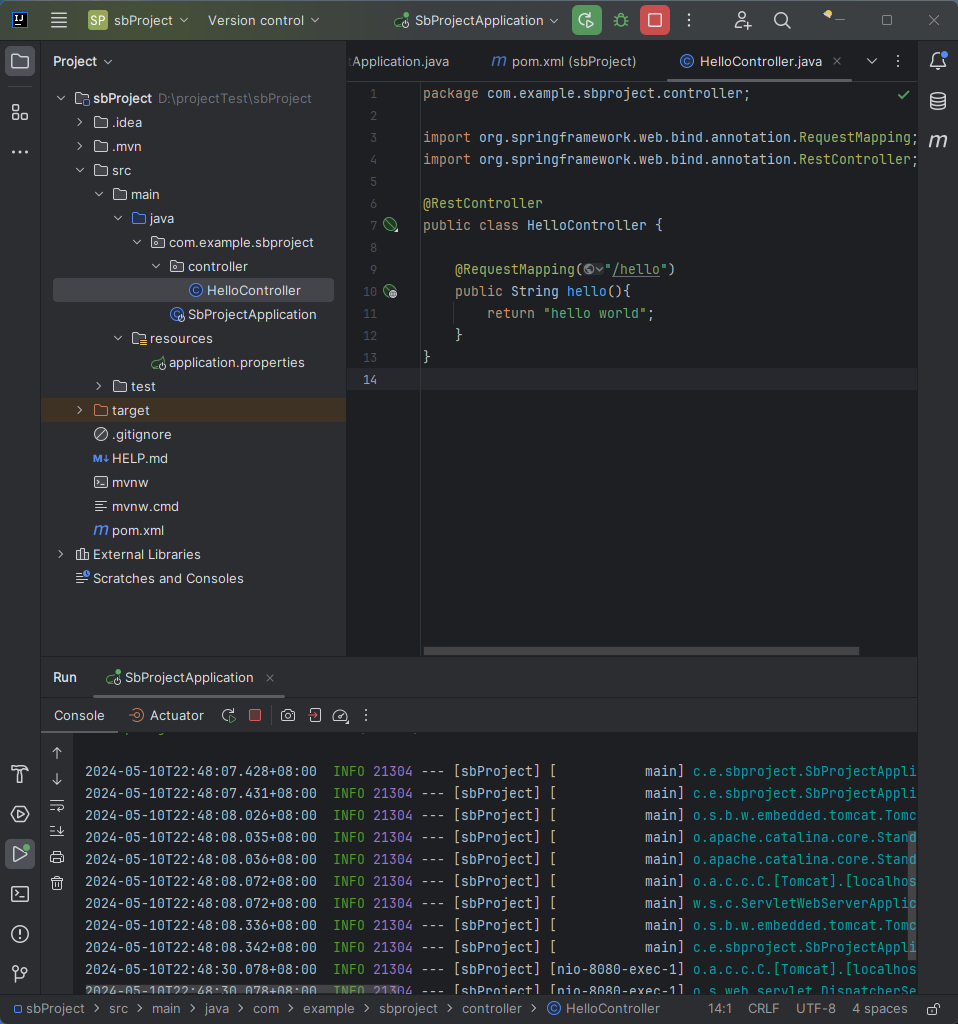 SP sbProject Version control SbProjectApplication
Project
Application.java pom.xml (sbProject) HelloController.java
sbProject D:\projectTest\sbProject
.idea
.mvn
src
main
java
com.example.sbproject
controller
HelloController
SbProjectApplication
resources
application.properties
test
target
.gitignore
HELP.md
mvnw
mvnw.cmd
pom.xml
External Libraries
Scratches and Consoles
1 package com.example.sbproject.controller;
2
3 import org.springframework.web.bind.annotation.RequestMapping;
4 import org.springframework.web.bind.annotation.RestController;
5
6 @RestController
7 public class HelloController {
8
9 @RequestMapping("/hello")
10 public String hello(){
11 return "hello world";
12 }
13 }
14
Run SbProjectApplication
Console Actuator
2024-05-10T22:48:07.428+08:00 INFO 21304 --- [sbProject] [ main] c.e.sbproject.SbProjectAppli
2024-05-10T22:48:07.431+08:00 INFO 21304 --- [sbProject] [ main] c.e.sbproject.SbProjectAppli
2024-05-10T22:48:08.026+08:00 INFO 21304 --- [sbProject] [ main] o.s.b.w.embedded.tomcat.Tomc
2024-05-10T22:48:08.035+08:00 INFO 21304 --- [sbProject] [ main] o.apache.catalina.core.Stand
2024-05-10T22:48:08.036+08:00 INFO 21304 --- [sbProject] [ main] o.apache.catalina.core.Stand
2024-05-10T22:48:08.072+08:00 INFO 21304 --- [sbProject] [ main] o.a.c.c.C.[Tomcat].[localhos
2024-05-10T22:48:08.072+08:00 INFO 21304 --- [sbProject] [ main] w.s.c.ServletWebServerApplic
2024-05-10T22:48:08.336+08:00 INFO 21304 --- [sbProject] [ main] o.s.b.w.embedded.tomcat.Tomc
2024-05-10T22:48:08.342+08:00 INFO 21304 --- [sbProject] [ main] c.e.sbproject.SbProjectAppli
2024-05-10T22:48:30.078+08:00 INFO 21304 --- [sbProject] [nio-8080-exec-1] o.a.c.c.C.[Tomcat].[localhos
2024-05-10T22:48:30.078+08:00 INFO 21304 --- [sbProject] [nio-8080-exec-1] o.s.web.servlet.DispatcherSe
sbProject > src > main > java > com > example > sbproject > controller > HelloController 14:1 CRLF UTF-8 4 spaces